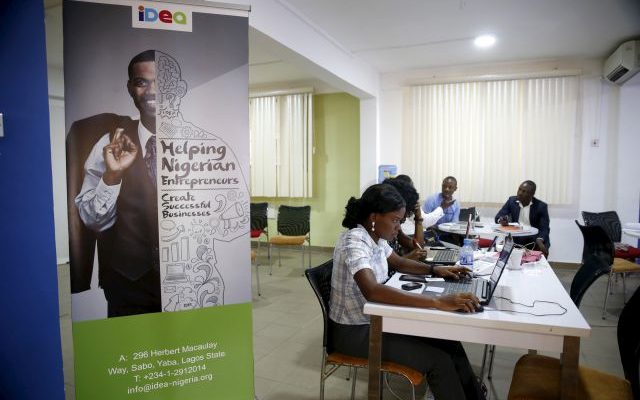 iDea
Helping
Nigerian
Entrepreneurs
Create
Successful
Businesses
A: 296 Herbert Macaulay
Way, Sabo, Yaba, Lagos State
T: +234-1-2912014
info@idea-nigeria.org